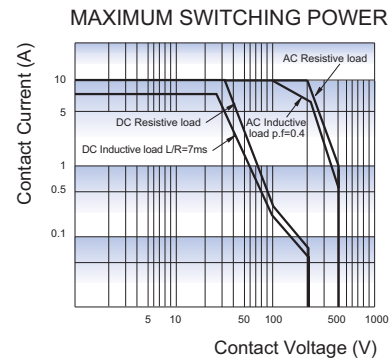 MAXIMUM SWITCHING POWER
Contact Current (A)
10
5
1
0.5
0.1
AC Resistive load
DC Resistive load
AC Inductive
load p.f=0.4
DC Inductive load L/R=7ms
5 10 50 100 500 1000
Contact Voltage (V)